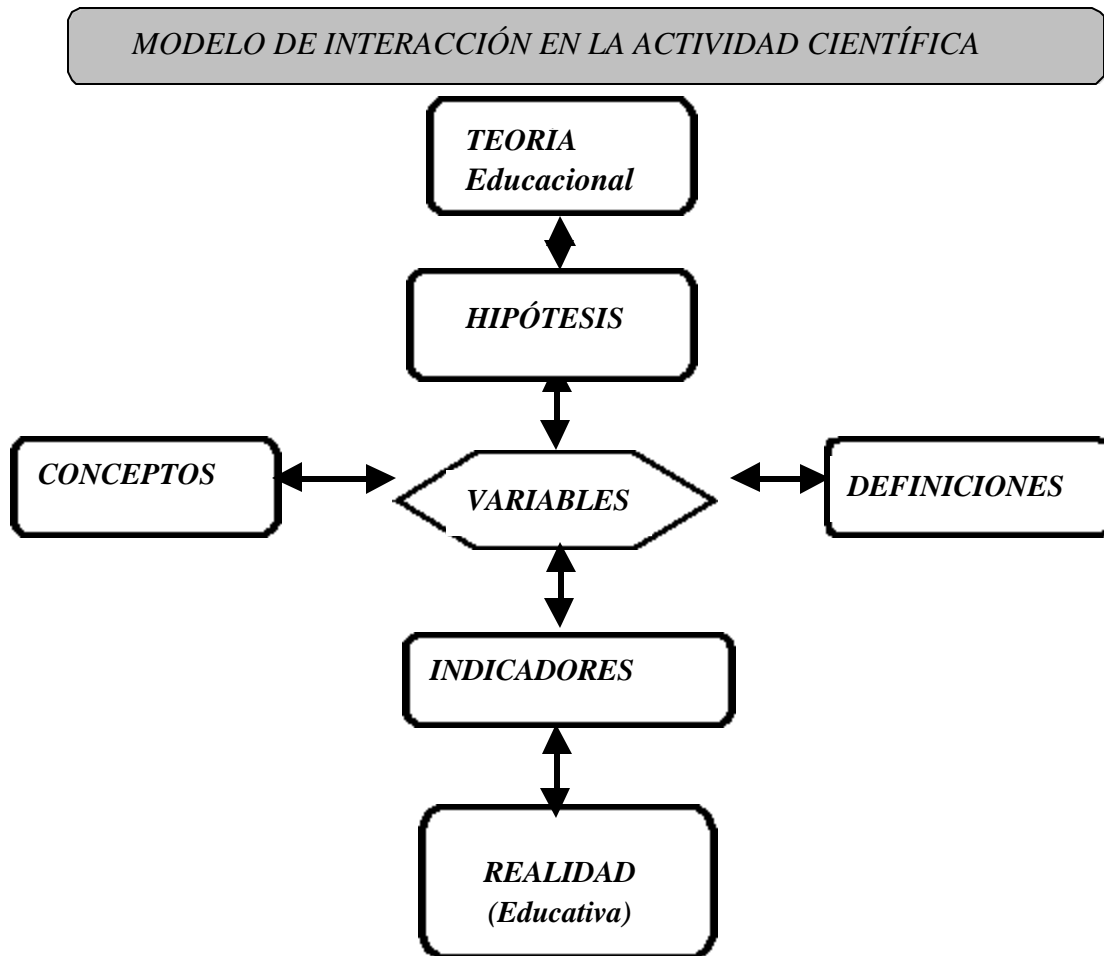 MODELO DE INTERACCIÓN EN LA ACTIVIDAD CIENTÍFICA
TEORIA
Educacional
HIPÓTESIS
CONCEPTOS
VARIABLES
DEFINICIONES
INDICADORES
REALIDAD
(Educativa)